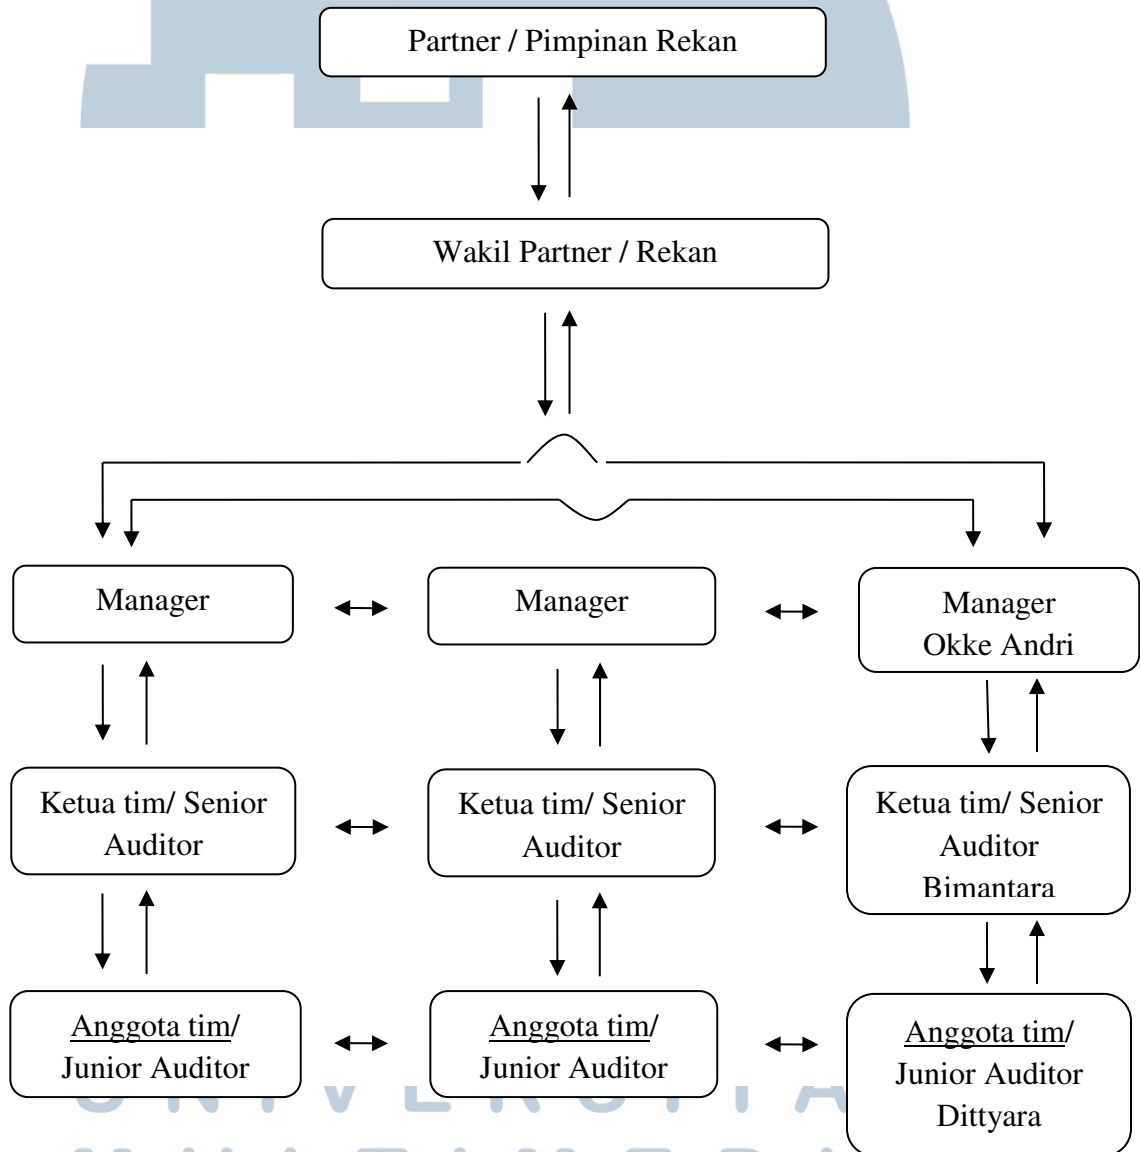 Partner / Pimpinan Rekan
Wakil Partner / Rekan
Manager
Manager
Manager
Okke Andri
Ketua tim/ Senior
Auditor
Ketua tim/ Senior
Auditor
Ketua tim/ Senior
Auditor
Bimantara
Anggota tim/
Junior Auditor
Anggota tim/
Junior Auditor
Anggota tim/
Junior Auditor
Dittyara